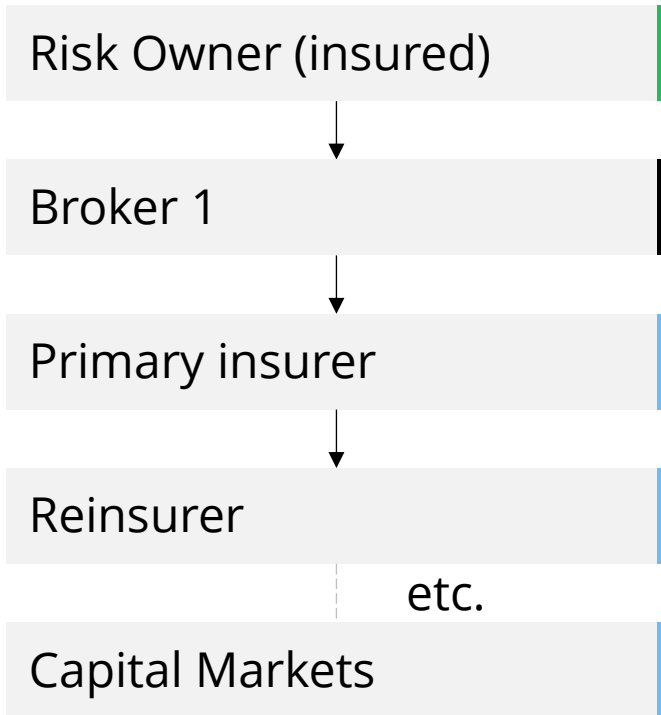 Risk Owner (insured)
Broker 1
Primary insurer
Reinsurer
etc.
Capital Markets